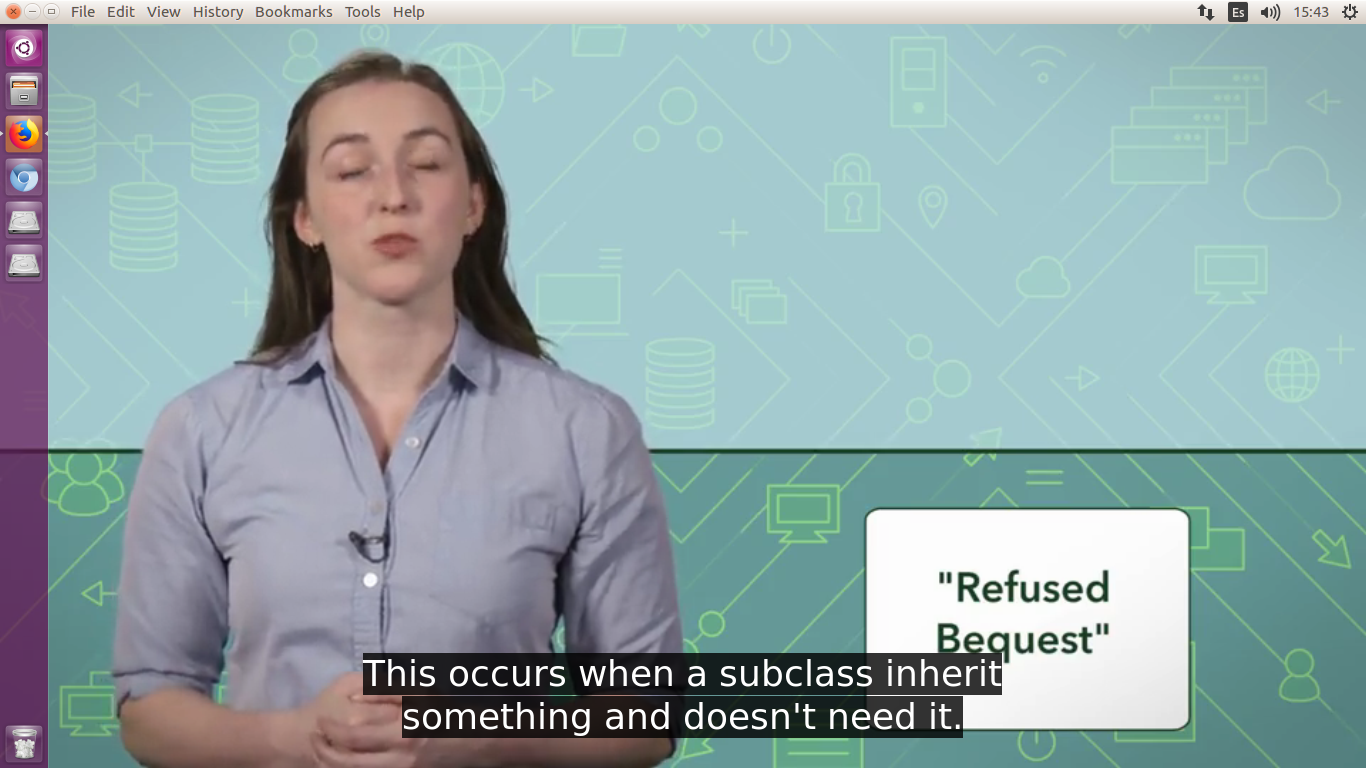 File Edit View History Bookmarks Tools Help
Es
15:43
"Refused
Bequest"
This occurs when a subclass inherit
something and doesn't need it.